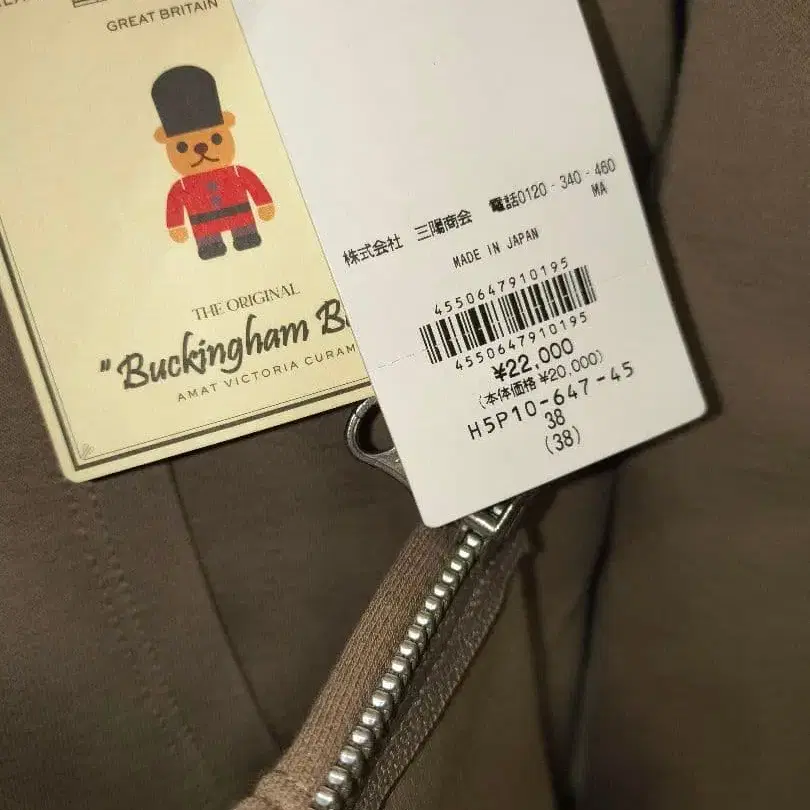 GREAT BRITAIN
THE ORIGINAL
"Buckingham B
AMAT VICTORIA CURAM
株式会社 三陽商会 電話0120-340-460
MA
MADE IN JAPAN
4550647910195
4550647910195
¥22,000
(本体価格 ¥20,000)
H5P10-647-45
38
(38)